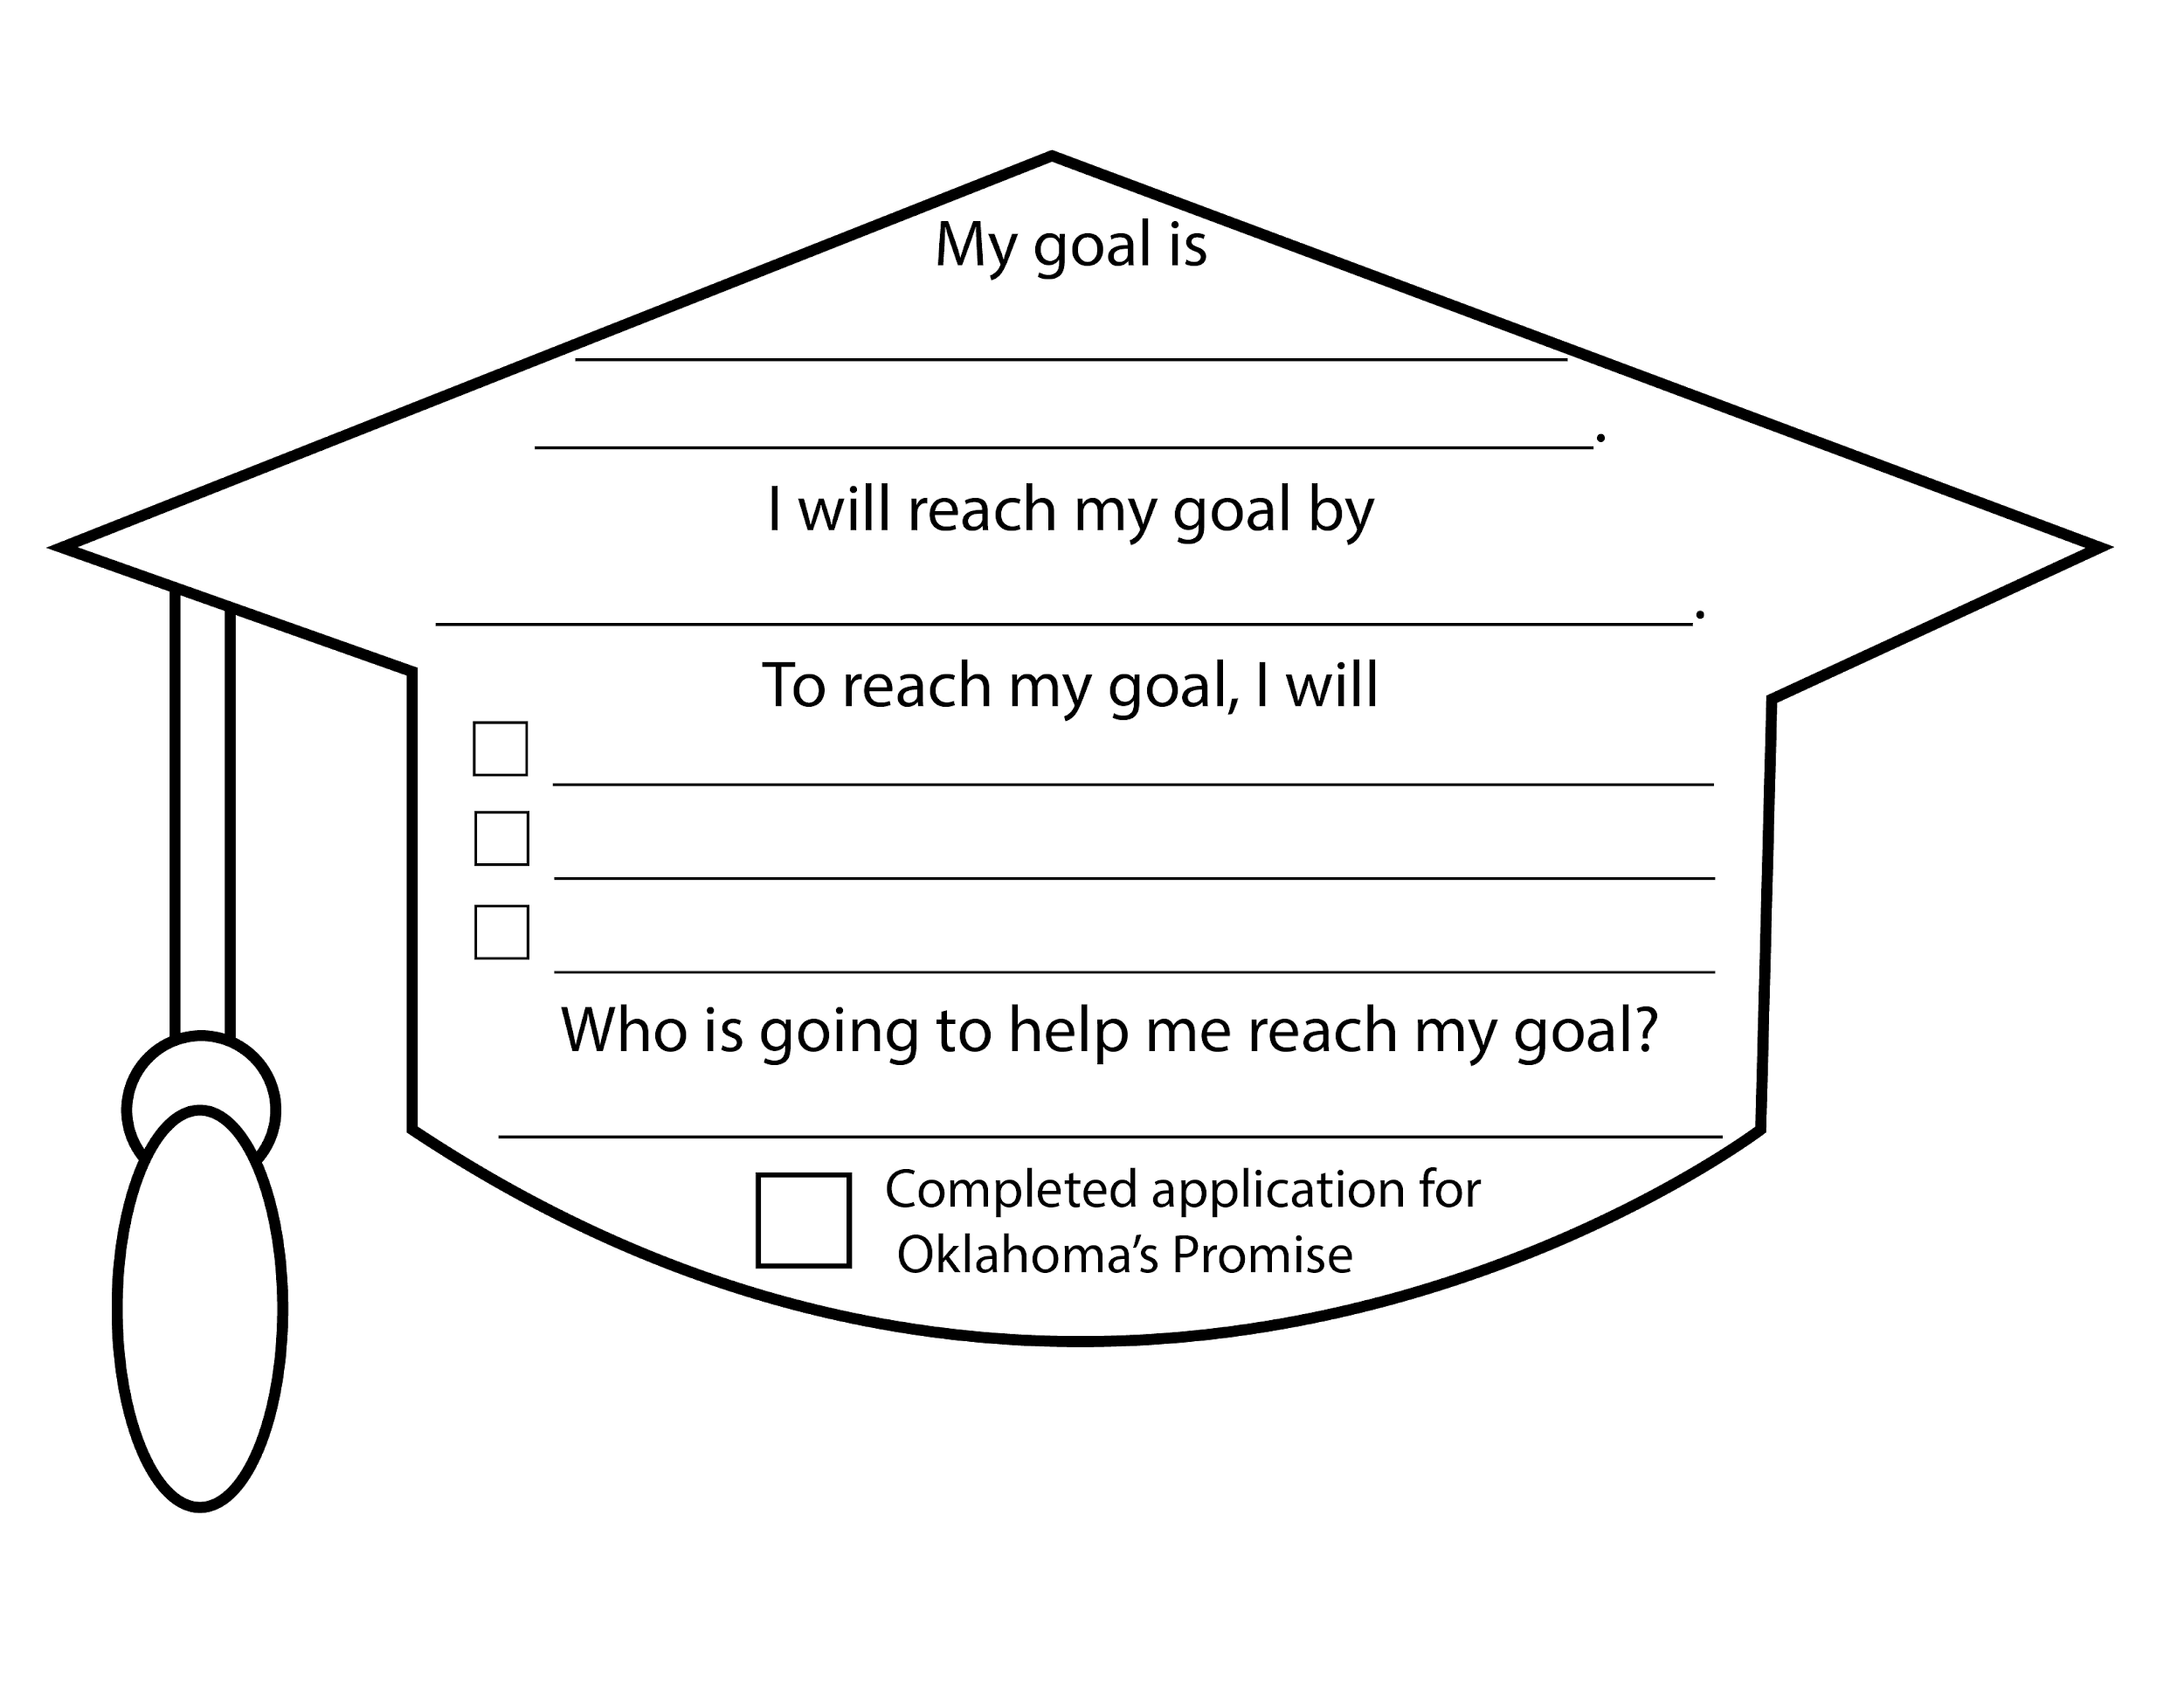 My goal is
.
I will reach my goal by
.
To reach my goal, I will
Who is going to help me reach my goal?
Completed application for
Oklahoma’s Promise